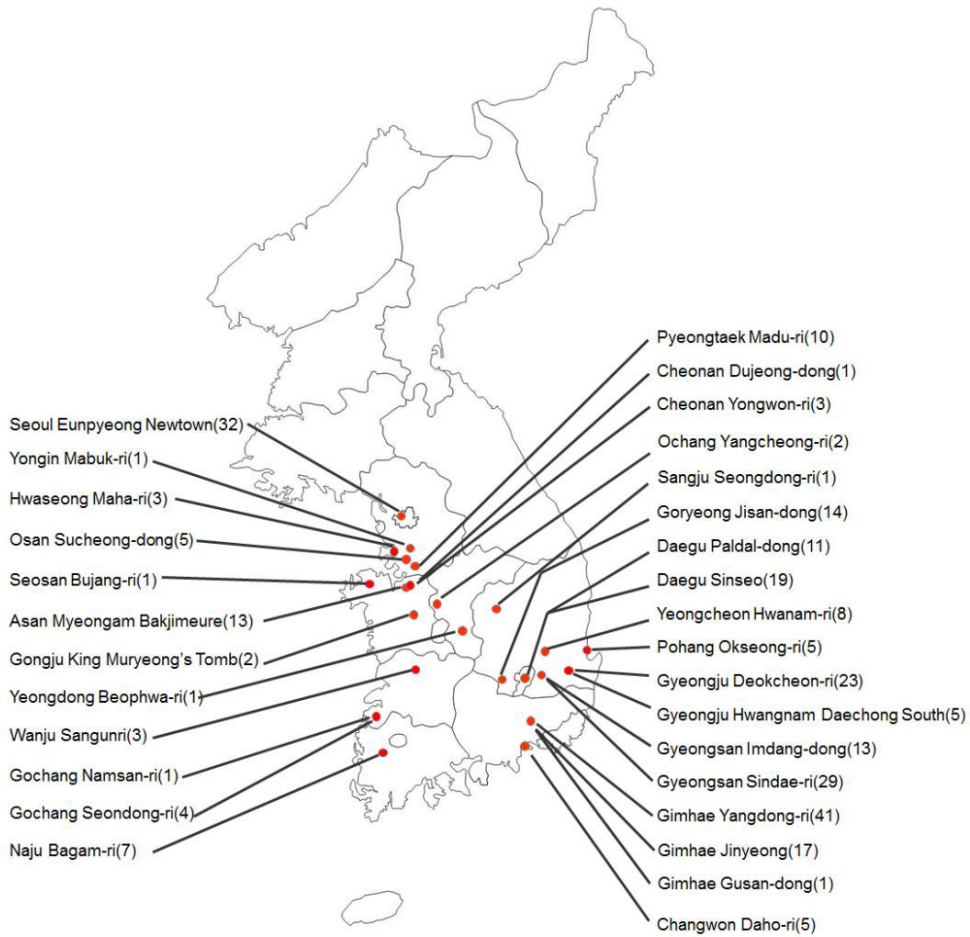 Seoul Eunpyeong Newtown(32)
Yongin Mabuk-ri(1)
Hwaseong Maha-ri(3)
Osan Sucheong-dong(5)
Seosan Bujang-ri(1)
Asan Myeongam Bakjimeure(13)
Gongju King Muryeong's Tomb(2)
Yeongdong Beophwa-ri(1)
Wanju Sangunri(3)
Gochang Namsan-ri(1)
Gochang Seondong-ri(4)
Naju Bagam-ri(7)
Pyeongtaek Madu-ri(10)
Cheonan Dujeong-dong(1)
Cheonan Yongwon-ri(3)
Ochang Yangcheong-ri(2)
Sangju Seongdong-ri(1)
Goryeong Jisan-dong(14)
Daegu Paldal-dong(11)
Daegu Sinseo(19)
Yeongcheon Hwanam-ri(8)
Pohang Okseong-ri(5)
Gyeongju Deokcheon-ri(23)
Gyeongju Hwangnam Daechong South(5)
Gyeongsan Imdang-dong(13)
Gyeongsan Sindae-ri(29)
Gimhae Yangdong-ri(41)
Gimhae Jinyeong(17)
Gimhae Gusan-dong(1)
Changwon Daho-ri(5)